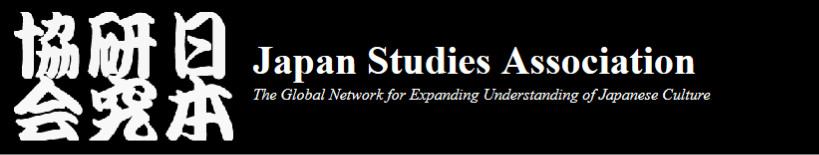 日本
研究
協会
Japan Studies Association
The Global Network for Expanding Understanding of Japanese Culture